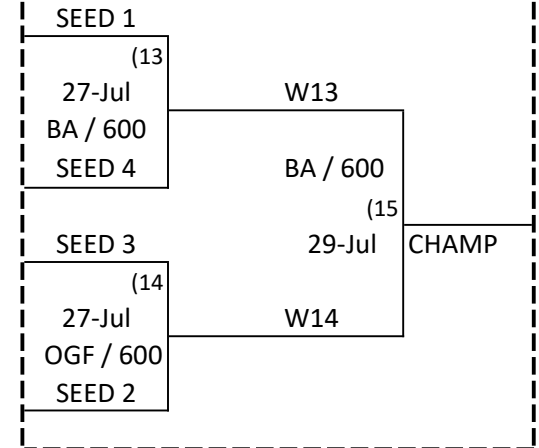 SEED 1
(13
27-Jul
W13
BA / 600
SEED 4
BA / 600
(15
SEED 3
29-Jul
CHAMP
(14
27-Jul
W14
OGF / 600
SEED 2